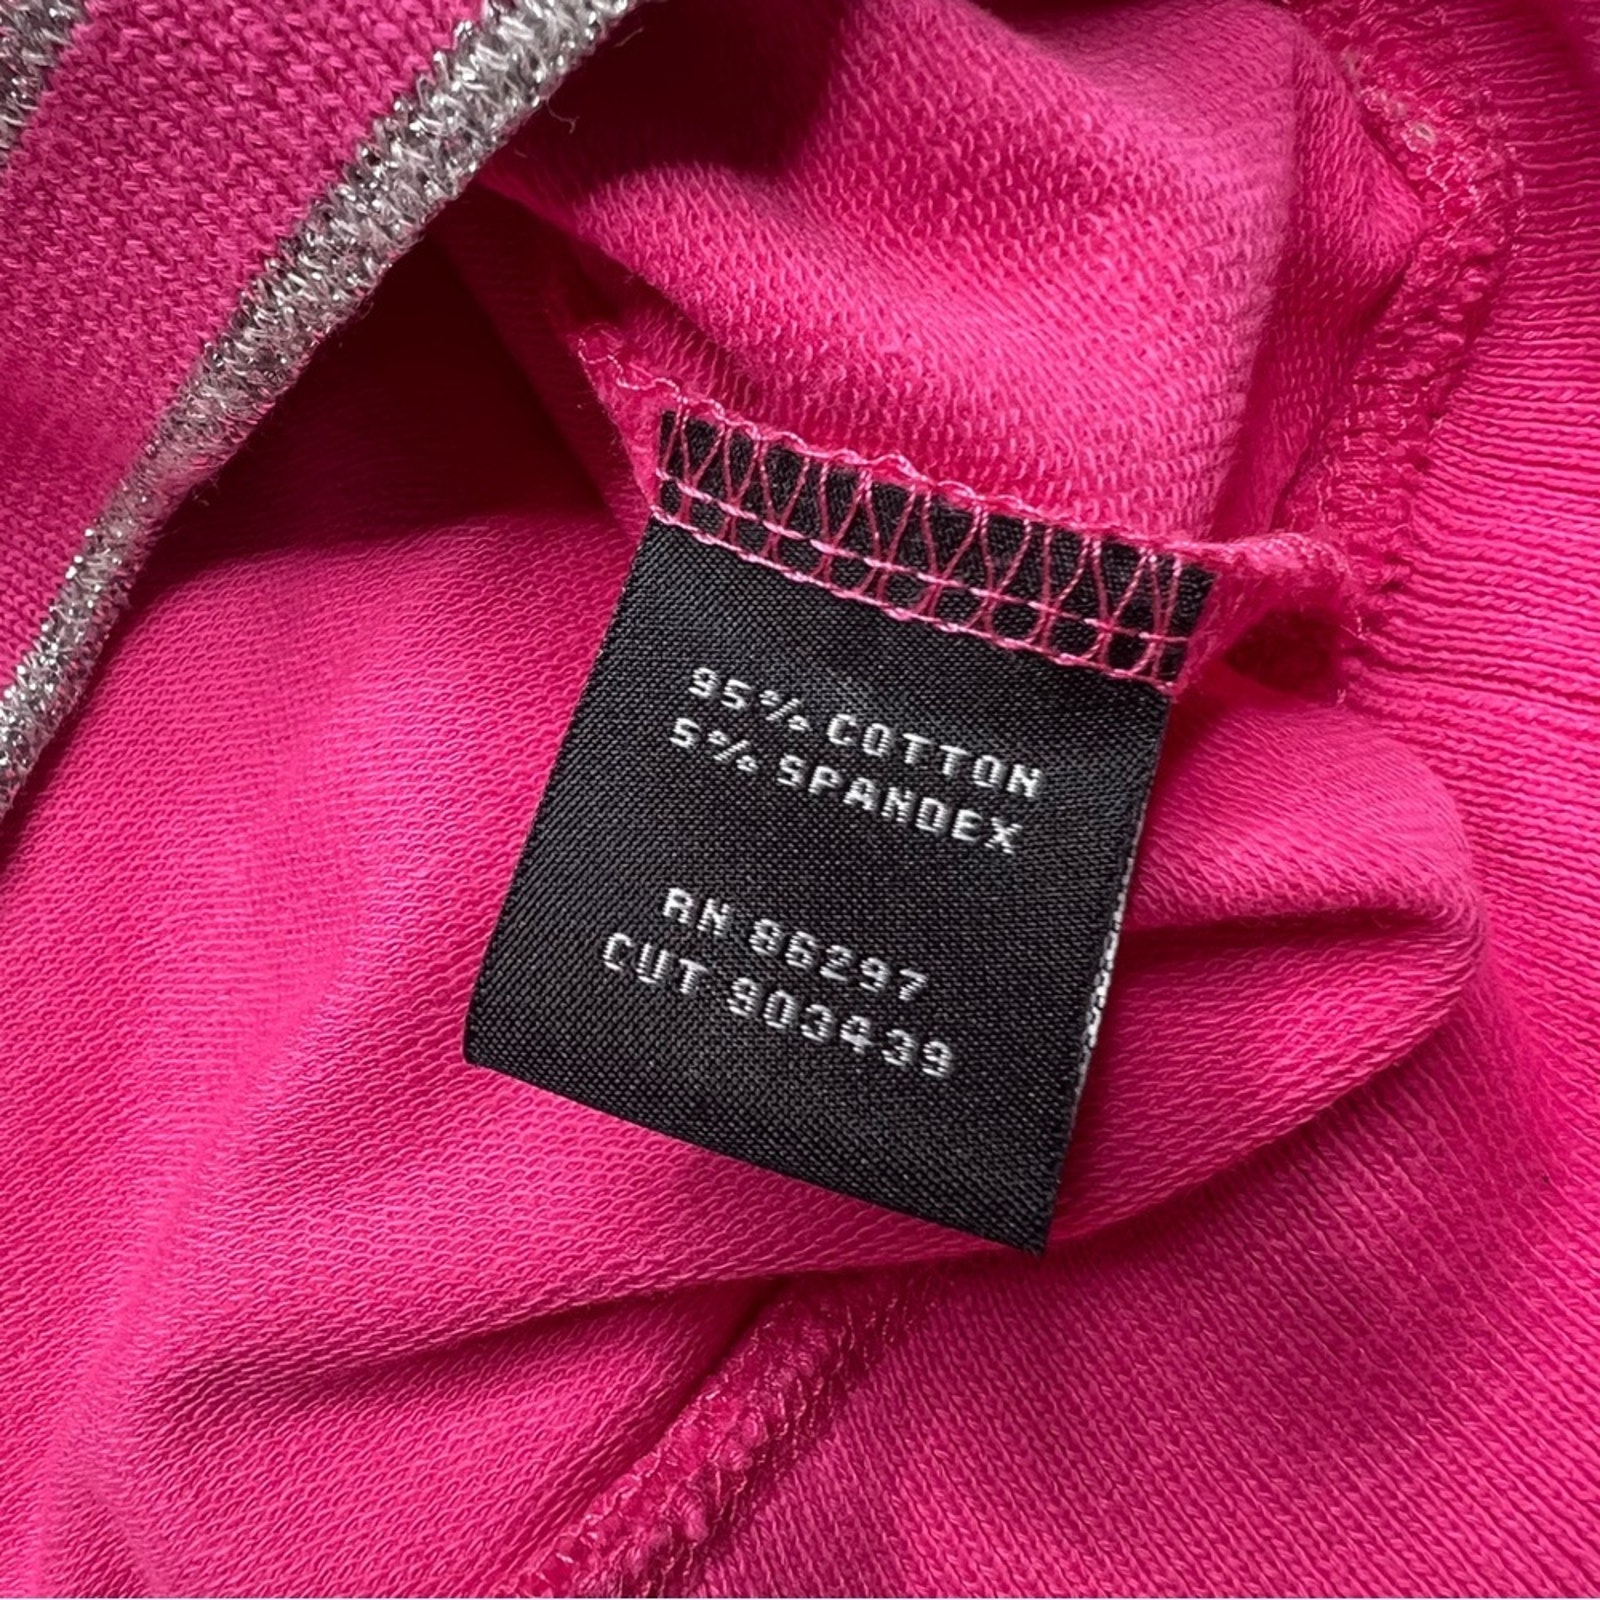 95% COTTON
5% SPANDEX
RN 86297
CUT 903439